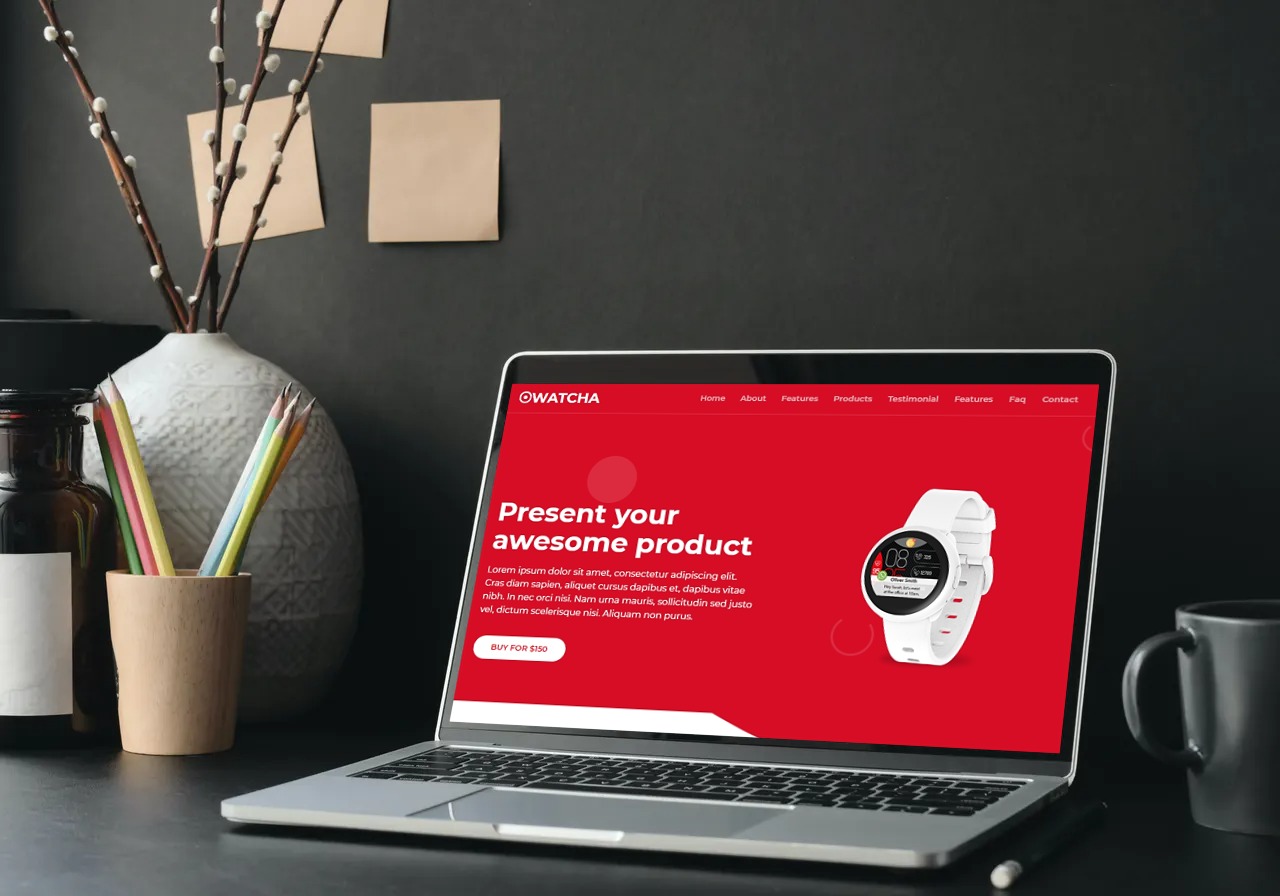 WATCHA
Home About Features Products Testimonial Features Faq Contact
Present your
awesome product
Lorem ipsum dolor sit amet, consectetur adipiscing elit.
Cras diam sapien, aliquet cursus dapibus et, dapibus vitae
nibh. In nec orci nisi. Nam urna mauris, sollicitudin sed justo
vel, dictum scelerisque nisi. Aliquam non purus.
BUY FOR $150
08
Oliver Smith